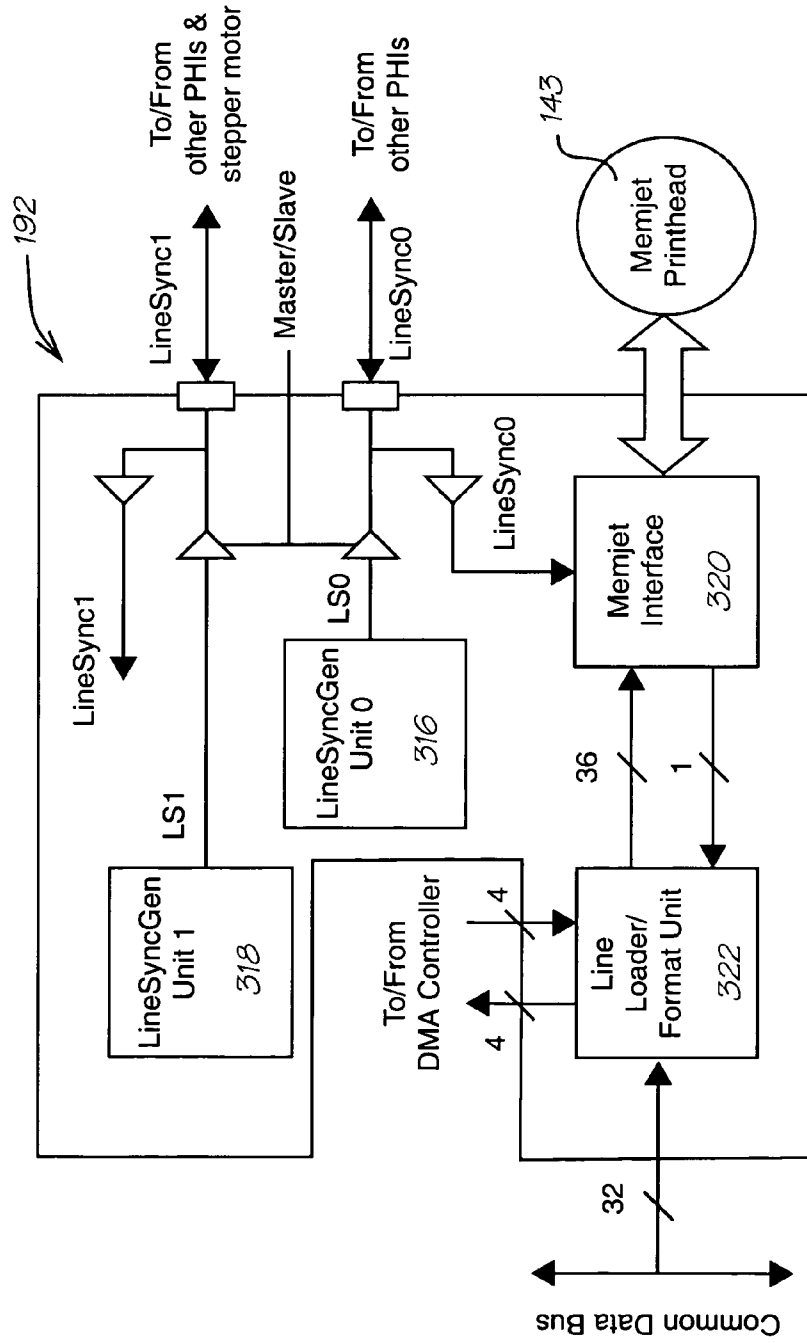 192
To/From
other PHIs &
stepper motor
LineSync1
LineSync1
Master/Slave
To/From
other PHIs
LineSync0
LineSync0
LS1
LS0
LineSyncGen
Unit 1
318
LineSyncGen
Unit 0
316
To/From
DMA Controller
4
4
Line
Loader/
Format Unit
322
36
1
Memjet
Interface
320
Memjet
Printhead
143
32
Common Data Bus